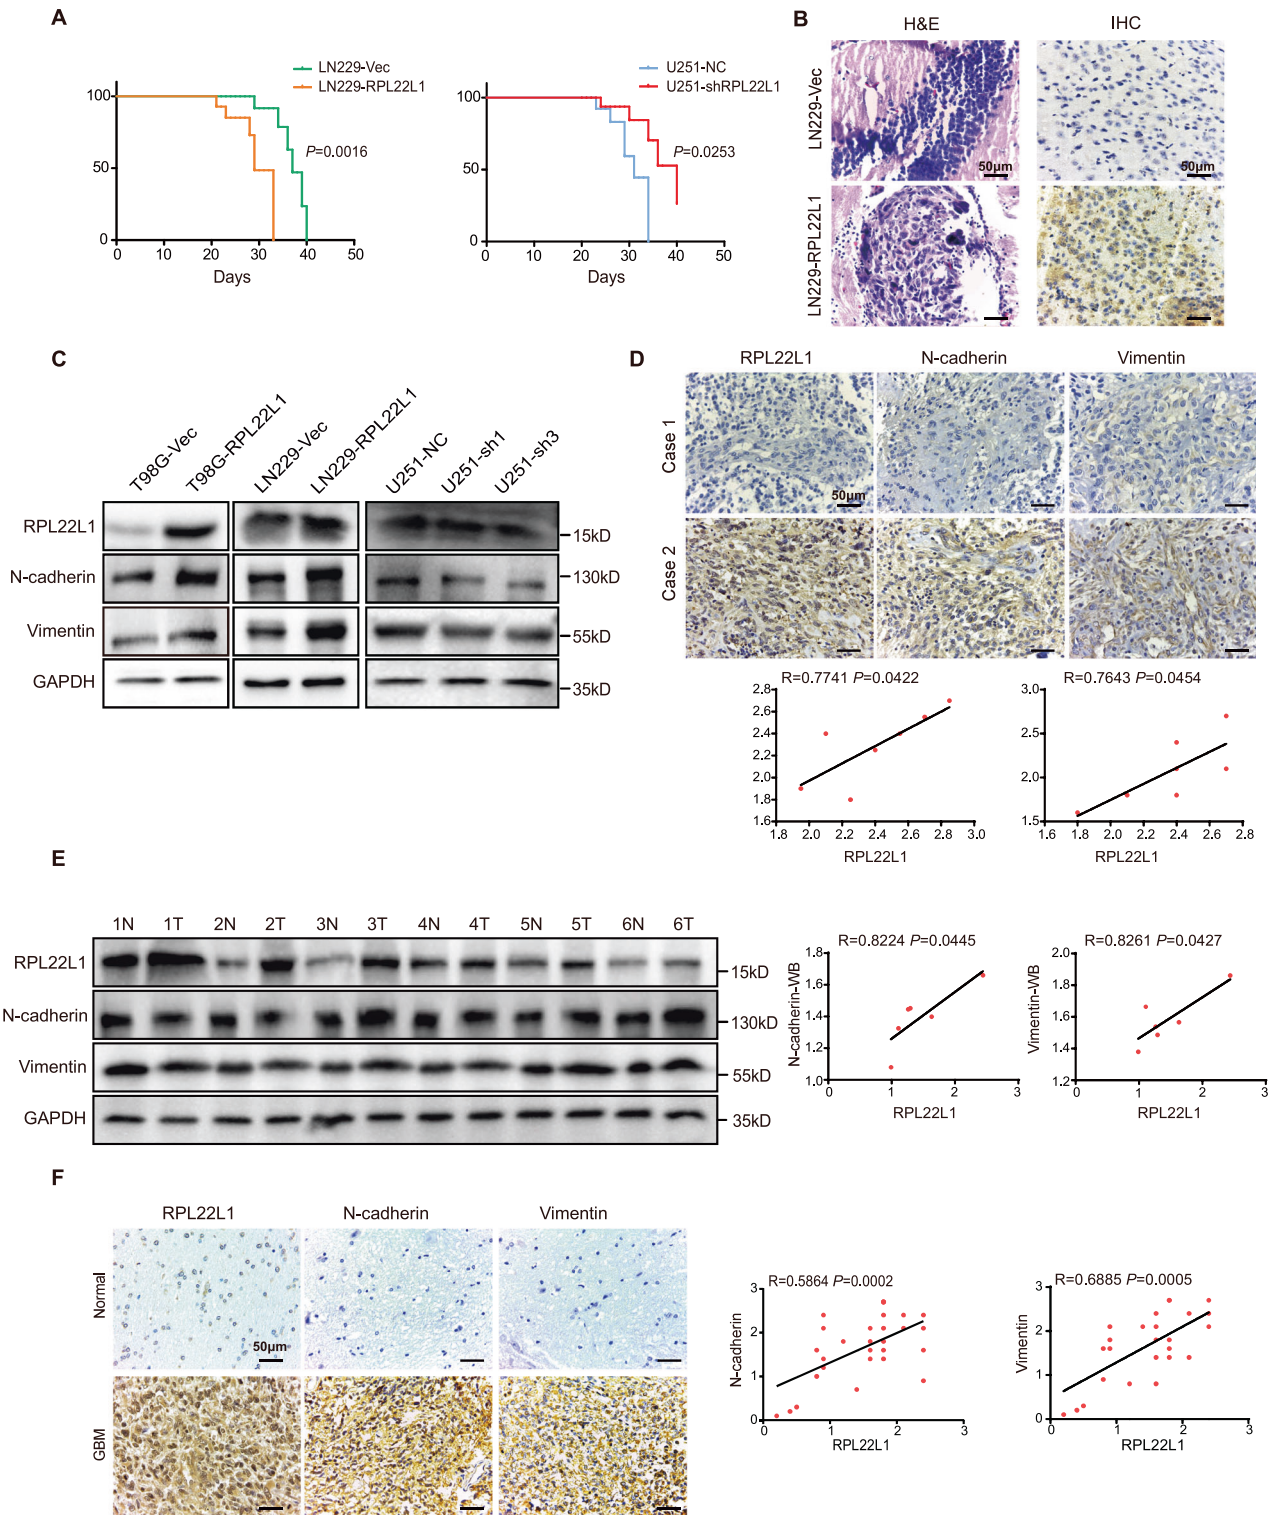 A
LN229-Vec
LN229-RPL22L1
100
50
0
P=0.0016
0 10 20 30 40 50
Days
U251-NC
U251-shRPL22L1
100
50
0
P=0.0253
0 10 20 30 40 50
Days
B
H&E IHC
LN229-Vec
50μm 50μm
LN229-RPL22L1
C
T98G-Vec T98G-RPL22L1 LN229-Vec LN229-RPL22L1 U251-NC U251-sh1 U251-sh3
RPL22L1 15kD
N-cadherin 130kD
Vimentin 55kD
GAPDH 35kD
D
RPL22L1 N-cadherin Vimentin
Case 1
50μm
Case 2
R=0.7741 P=0.0422
2.8
2.4
2.0
1.8
1.6
1.6 1.8 2.0 2.2 2.4 2.6 2.8 3.0
RPL22L1
R=0.7643 P=0.0454
3.0
2.5
2.0
1.5
1.6 1.8 2.0 2.2 2.4 2.6 2.8
RPL22L1
E
1N 1T 2N 2T 3N 3T 4N 4T 5N 5T 6N 6T
RPL22L1 15kD
N-cadherin 130kD
Vimentin 55kD
GAPDH 35kD
R=0.8224 P=0.0445
N-cadherin-WB
1.8
1.6
1.4
1.2
1.0
0 1 2 3
RPL22L1
R=0.8261 P=0.0427
Vimentin-WB
2.0
1.8
1.6
1.4
1.2
0 1 2 3
RPL22L1
F
RPL22L1 N-cadherin Vimentin
Normal
50μm
GBM
R=0.5864 P=0.0002
N-cadherin
3
2
1
0
0 1 2 3
RPL22L1
R=0.6885 P=0.0005
Vimentin
3
2
1
0
0 1 2 3
RPL22L1